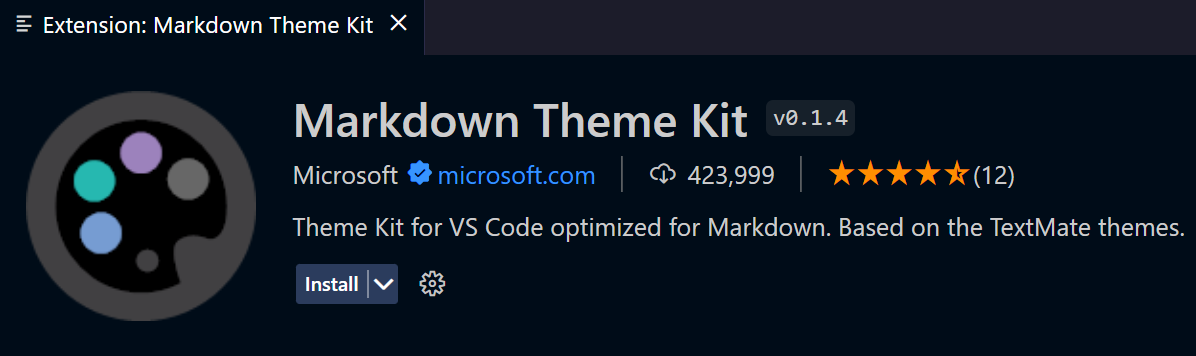 Extension: Markdown Theme Kit
Markdown Theme Kit v0.1.4
Microsoft microsoft.com 423,999 (12)
Theme Kit for VS Code optimized for Markdown. Based on the TextMate themes.
Install